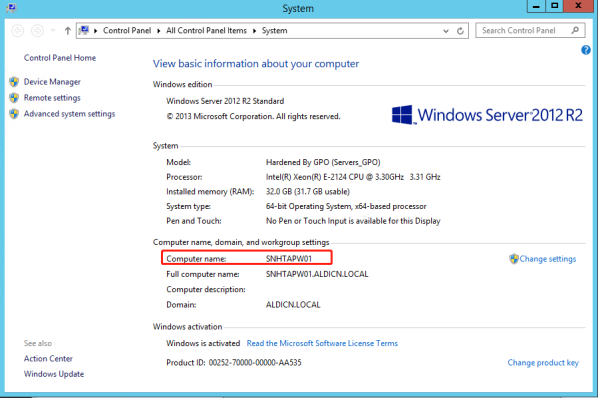 System
Control Panel ▸ All Control Panel Items ▸ System
Search Control Panel
Control Panel Home
Device Manager
Remote settings
Advanced system settings
View basic information about your computer
Windows edition
Windows Server 2012 R2 Standard
© 2013 Microsoft Corporation. All rights reserved.
Windows Server 2012 R2
System
Model: Hardened By GPO (Servers_GPO)
Processor: Intel(R) Xeon(R) E-2124 CPU @ 3.30GHz 3.31 GHz
Installed memory (RAM): 32.0 GB (31.7 GB usable)
System type: 64-bit Operating System, x64-based processor
Pen and Touch: No Pen or Touch Input is available for this Display
Computer name, domain, and workgroup settings
Computer name: SNHTAPW01
Change settings
Full computer name: SNHTAPW01.ALDICN.LOCAL
Computer description:
Domain: ALDICN.LOCAL
Windows activation
Windows is activated Read the Microsoft Software License Terms
Product ID: 00252-70000-00000-AA535
Change product key
See also
Action Center
Windows Update